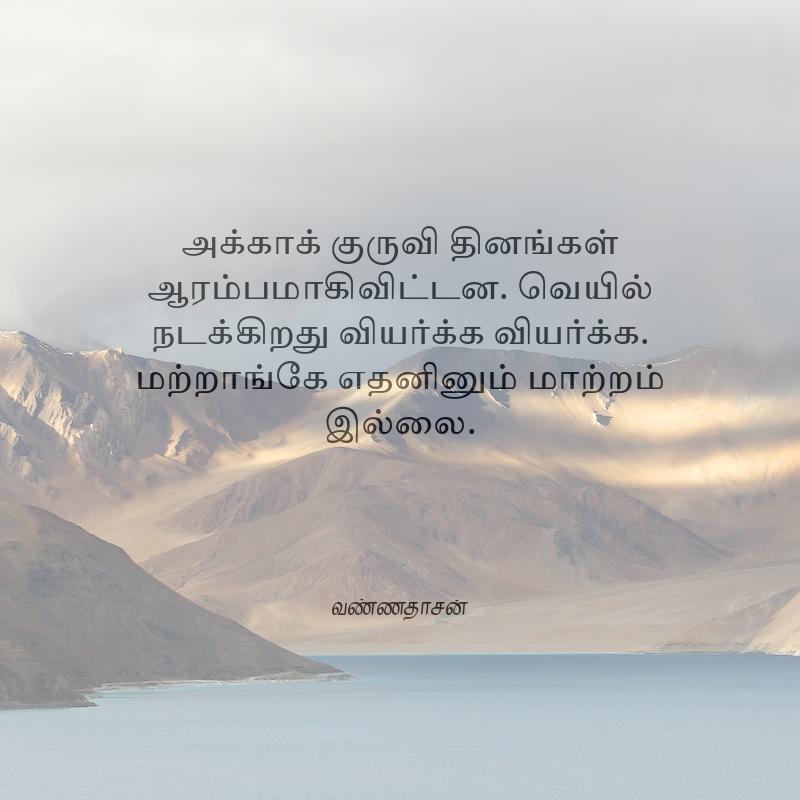 அக்காக் குருவி தினங்கள்
ஆரம்பமாகிவிட்டன. வெயில்
நடக்கிறது வியர்க்க வியர்க்க.
மற்றாங்கே எதனினும் மாற்றம்
இல்லை.
வண்ணதாசன்